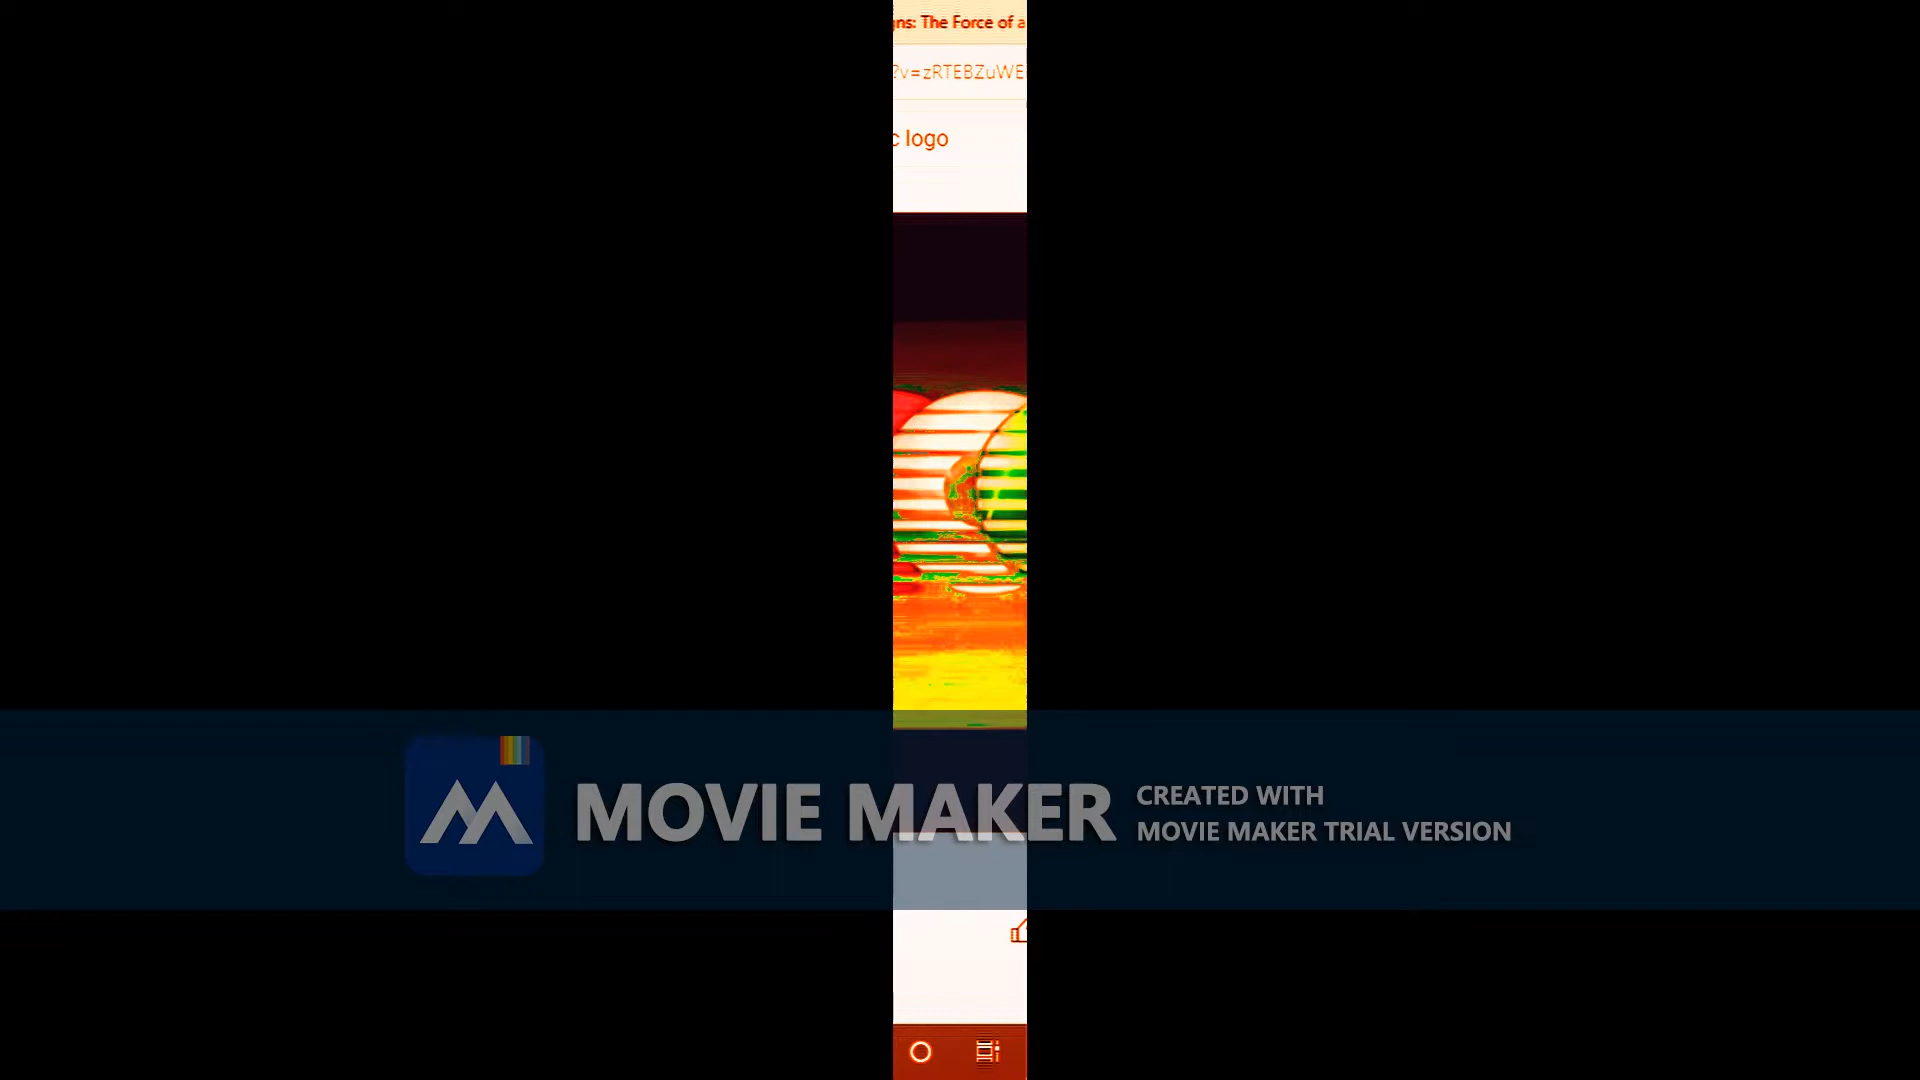 ns: The Force of a
?v=zRTEBZuWE
c logo
MOVIE MAKER
CREATED WITH
MOVIE MAKER TRIAL VERSION